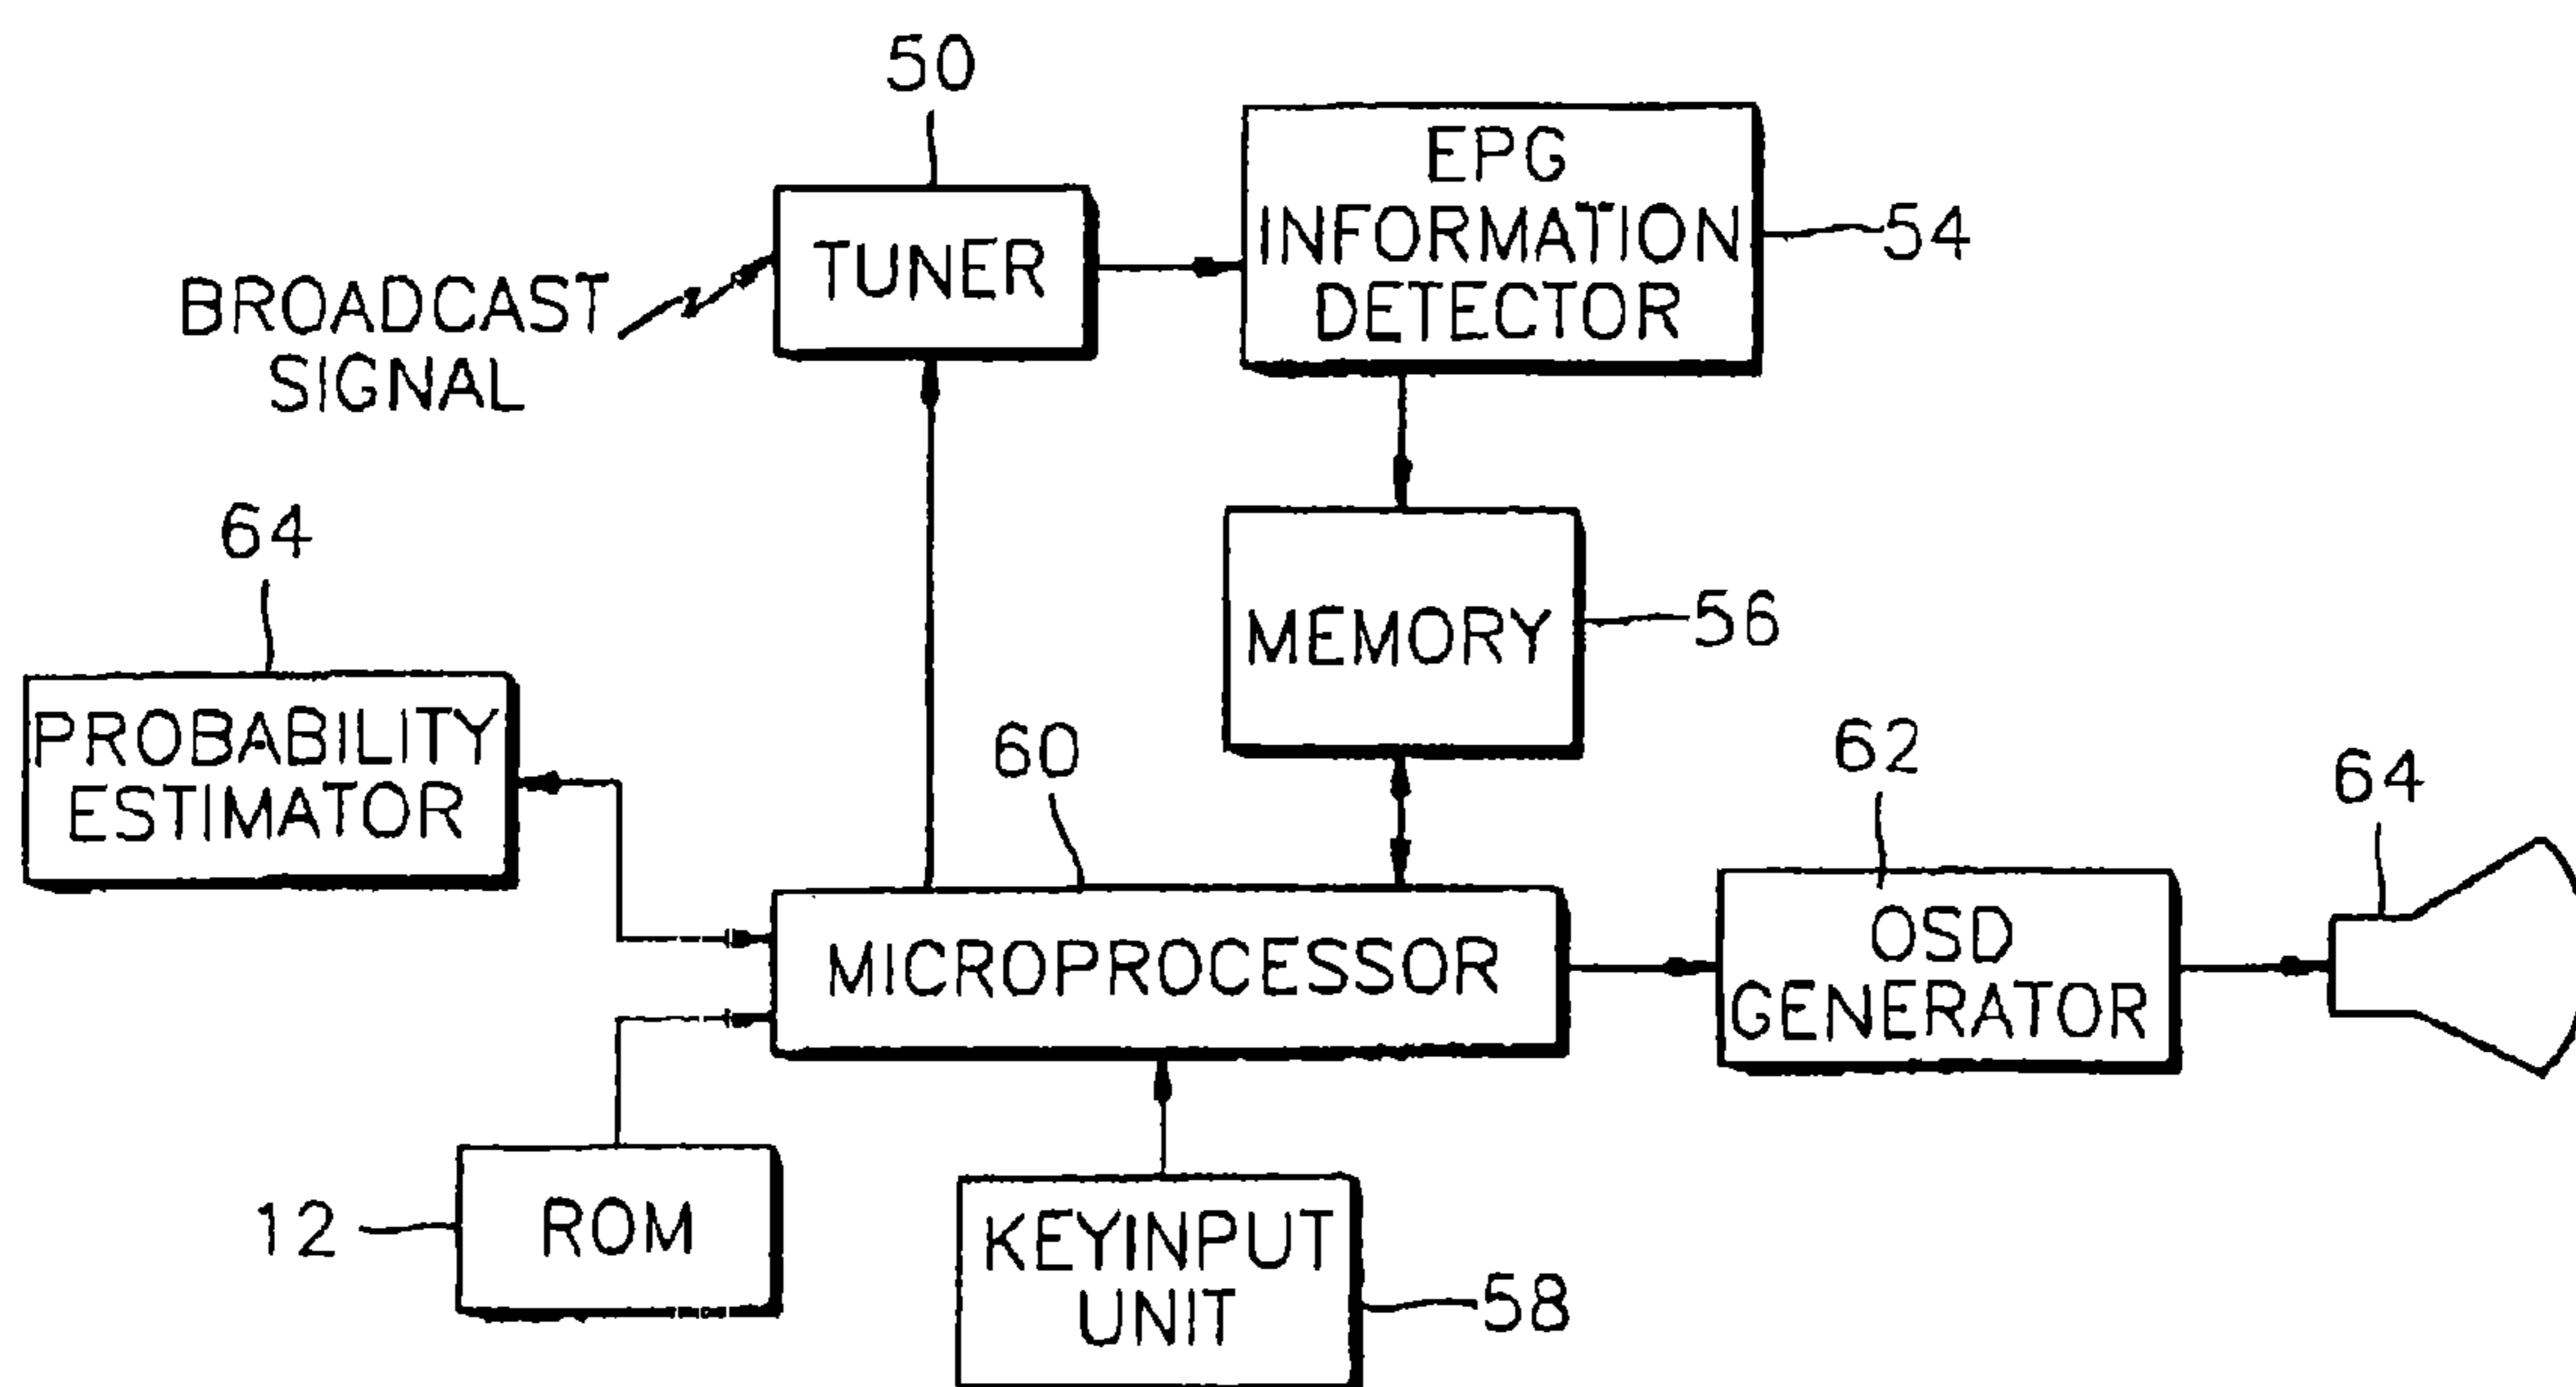 50
TUNER
BROADCAST
SIGNAL
EPG
INFORMATION
DETECTOR
54
MEMORY
56
64
PROBABILITY
ESTIMATOR
60
MICROPROCESSOR
62
OSD
GENERATOR
64
12
ROM
KEYINPUT
UNIT
58